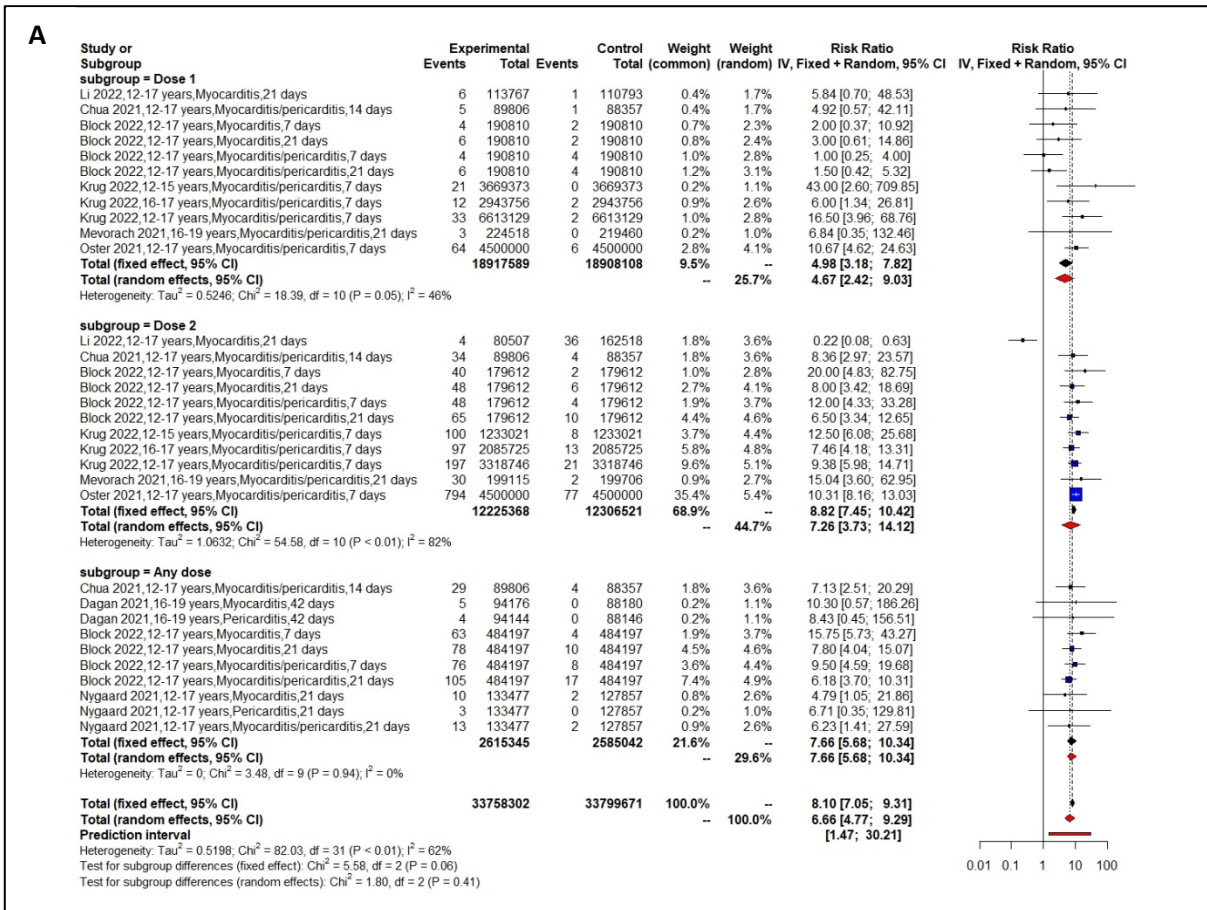 A
Study or Experimental Control Weight Weight Risk Ratio Risk Ratio
Subgroup Events Total Events Total (common) (random) IV, Fixed + Random, 95% CI IV, Fixed + Random, 95% CI
subgroup = Dose 1
Li 2022,12-17 years,Myocarditis,21 days 6 113767 1 110793 0.4% 1.7% 5.84 [0.70; 48.53]
Chua 2021,12-17 years,Myocarditis/pericarditis,14 days 5 89806 1 88357 0.4% 1.7% 4.92 [0.57; 42.11]
Block 2022,12-17 years,Myocarditis,7 days 4 190810 2 190810 0.7% 2.3% 2.00 [0.37; 10.92]
Block 2022,12-17 years,Myocarditis,21 days 6 190810 2 190810 0.8% 2.4% 3.00 [0.61; 14.86]
Block 2022,12-17 years,Myocarditis/pericarditis,7 days 4 190810 4 190810 1.0% 2.8% 1.00 [0.25; 4.00]
Block 2022,12-17 years,Myocarditis/pericarditis,21 days 6 190810 4 190810 1.2% 3.1% 1.50 [0.42; 5.32]
Krug 2022,12-15 years,Myocarditis/pericarditis,7 days 21 3669373 0 3669373 0.2% 1.1% 43.00 [2.60; 709.85]
Krug 2022,16-17 years,Myocarditis/pericarditis,7 days 12 2943756 2 2943756 0.9% 2.6% 6.00 [1.34; 26.81]
Krug 2022,12-17 years,Myocarditis/pericarditis,7 days 33 6613129 2 6613129 0.9% 2.7% 16.50 [3.96; 68.76]
Mevorach 2021,16-19 years,Myocarditis/pericarditis,21 days 3 224518 0 219460 0.2% 1.0% 6.84 [0.35; 132.46]
Oster 2021,12-17 years,Myocarditis/pericarditis,7 days 64 4500000 6 4500000 2.8% 4.1% 10.67 [4.62; 24.63]
Total (fixed effect, 95% CI) 18917589 18908108 9.5% -- 4.98 [3.18; 7.82]
Total (random effects, 95% CI) -- 25.7% 4.67 [2.42; 9.03]
Heterogeneity: Tau² = 0.5246; Chi² = 18.39, df = 10 (P = 0.05); I² = 46%
subgroup = Dose 2
Li 2022,12-17 years,Myocarditis,21 days 4 80507 36 162518 1.8% 3.6% 0.22 [0.08; 0.63]
Chua 2021,12-17 years,Myocarditis/pericarditis,14 days 34 89806 4 88357 1.8% 3.6% 8.36 [2.97; 23.57]
Block 2022,12-17 years,Myocarditis,7 days 40 179612 2 179612 1.0% 2.8% 20.00 [4.83; 82.75]
Block 2022,12-17 years,Myocarditis,21 days 48 179612 6 179612 2.7% 4.1% 8.00 [3.42; 18.69]
Block 2022,12-17 years,Myocarditis/pericarditis,7 days 48 179612 4 179612 1.9% 3.7% 12.00 [4.33; 33.28]
Block 2022,12-17 years,Myocarditis/pericarditis,21 days 65 179612 10 179612 4.4% 4.6% 6.50 [3.34; 12.65]
Krug 2022,12-15 years,Myocarditis/pericarditis,7 days 100 1233021 8 1233021 3.7% 4.4% 12.50 [6.08; 25.68]
Krug 2022,16-17 years,Myocarditis/pericarditis,7 days 97 2085725 13 2085725 5.8% 4.8% 7.46 [4.18; 13.31]
Krug 2022,12-17 years,Myocarditis/pericarditis,7 days 197 3318746 21 3318746 9.6% 5.1% 9.38 [5.98; 14.71]
Mevorach 2021,16-19 years,Myocarditis/pericarditis,21 days 30 199115 2 199706 0.9% 2.7% 15.04 [3.60; 62.95]
Oster 2021,12-17 years,Myocarditis/pericarditis,7 days 794 4500000 77 4500000 35.4% 5.4% 10.31 [8.16; 13.03]
Total (fixed effect, 95% CI) 12225368 12306521 68.9% -- 8.82 [7.45; 10.42]
Total (random effects, 95% CI) -- 44.7% 7.26 [3.73; 14.12]
Heterogeneity: Tau² = 1.0632; Chi² = 54.58, df = 10 (P < 0.01); I² = 82%
subgroup = Any dose
Chua 2021,12-17 years,Myocarditis/pericarditis,14 days 29 89806 4 88357 1.8% 3.6% 7.13 [2.51; 20.29]
Dagan 2021,16-19 years,Myocarditis,42 days 5 94176 0 88180 0.2% 1.1% 10.30 [0.57; 186.26]
Dagan 2021,16-19 years,Pericarditis,42 days 4 94144 0 88146 0.2% 1.1% 8.43 [0.45; 156.51]
Block 2022,12-17 years,Myocarditis,7 days 63 484197 4 484197 1.9% 3.7% 15.75 [5.73; 43.27]
Block 2022,12-17 years,Myocarditis,21 days 78 484197 10 484197 4.5% 4.6% 7.80 [4.04; 15.07]
Block 2022,12-17 years,Myocarditis/pericarditis,7 days 76 484197 8 484197 3.6% 4.4% 9.50 [4.59; 19.68]
Block 2022,12-17 years,Myocarditis/pericarditis,21 days 105 484197 17 484197 7.4% 4.9% 6.18 [3.70; 10.31]
Nygaard 2021,12-17 years,Myocarditis,21 days 10 133477 2 127857 0.8% 2.6% 4.79 [1.05; 21.86]
Nygaard 2021,12-17 years,Pericarditis,21 days 3 133477 0 127857 0.2% 1.0% 6.71 [0.35; 129.81]
Nygaard 2021,12-17 years,Myocarditis/pericarditis,21 days 13 133477 2 127857 0.9% 2.6% 6.23 [1.41; 27.59]
Total (fixed effect, 95% CI) 2615345 2585042 21.6% -- 7.66 [5.68; 10.34]
Total (random effects, 95% CI) -- 29.6% 7.66 [5.68; 10.34]
Heterogeneity: Tau² = 0; Chi² = 3.48, df = 9 (P = 0.94); I² = 0%
Total (fixed effect, 95% CI) 33758302 33799671 100.0% -- 8.10 [7.05; 9.31]
Total (random effects, 95% CI) -- 100.0% 6.66 [4.77; 9.29]
Prediction interval [1.47; 30.21]
Heterogeneity: Tau² = 0.5198; Chi² = 82.03, df = 31 (P < 0.01); I² = 62%
Test for subgroup differences (fixed effect): Chi² = 5.58, df = 2 (P = 0.06)
Test for subgroup differences (random effects): Chi² = 1.80, df = 2 (P = 0.41)
0.01 0.1 1 10 100